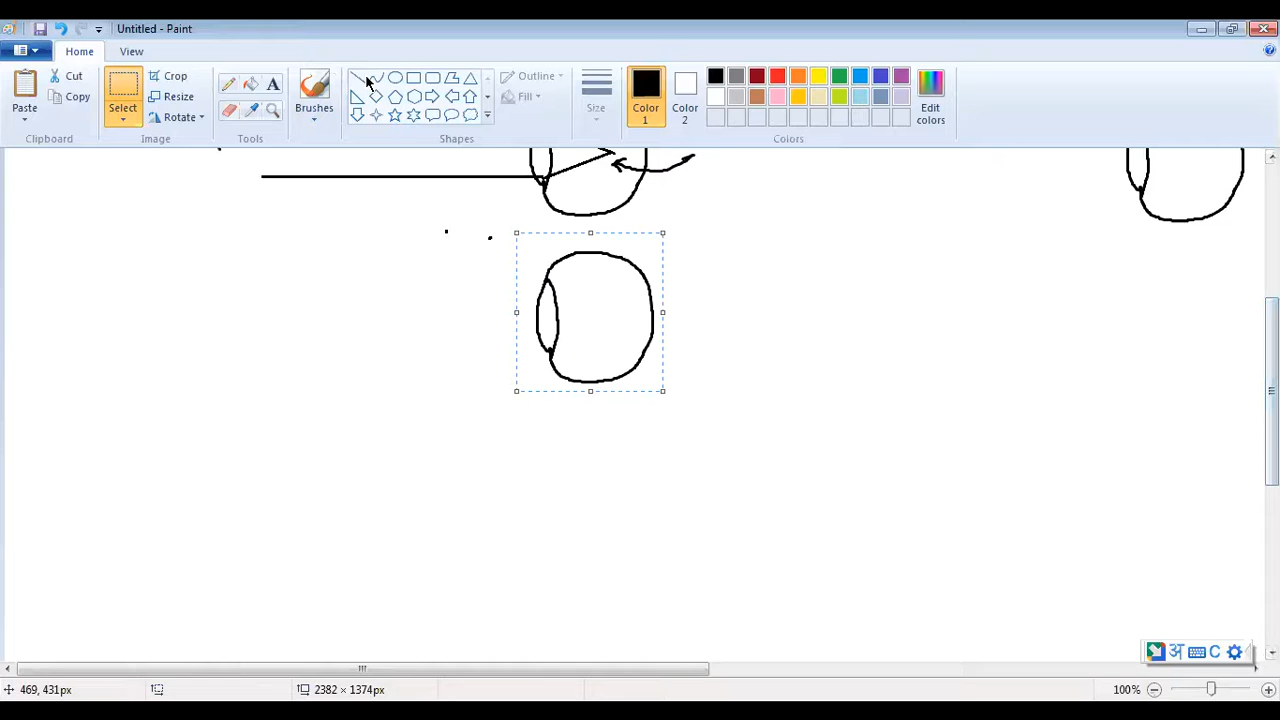 Untitled - Paint
Home View
Paste
Cut
Copy
Clipboard
Select
Crop
Resize
Rotate
Image
A
Tools
Brushes
Shapes
Outline
Fill
Size
Color 1
Color 2
Colors
Edit colors
अ C
469, 431px
2382 × 1374px
100%